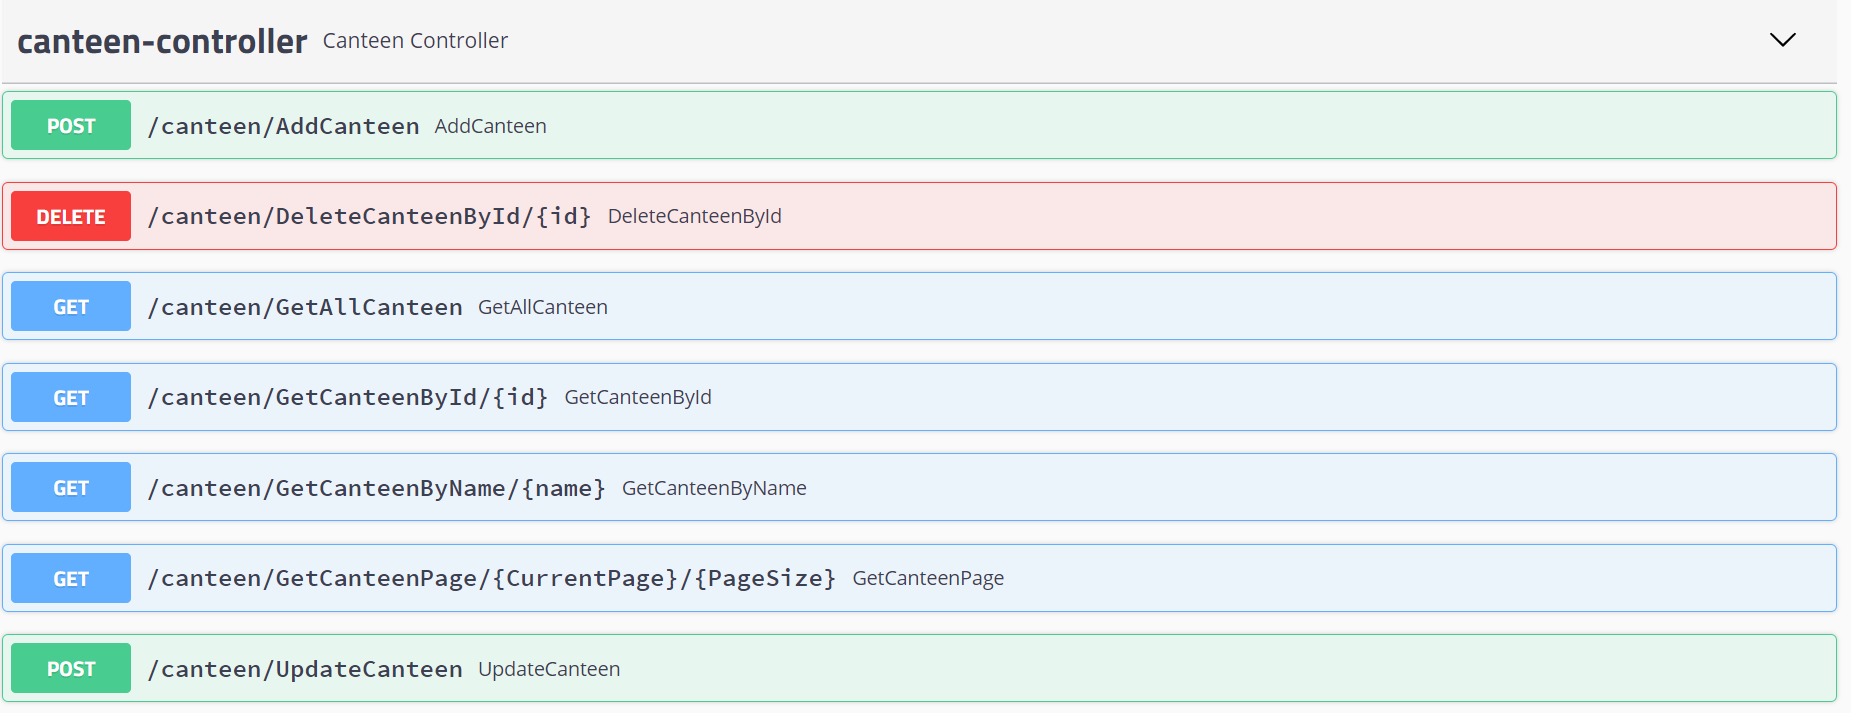 canteen-controller Canteen Controller
POST /canteen/AddCanteen AddCanteen
DELETE /canteen/DeleteCanteenById/{id} DeleteCanteenById
GET /canteen/GetAllCanteen GetAllCanteen
GET /canteen/GetCanteenById/{id} GetCanteenById
GET /canteen/GetCanteenByName/{name} GetCanteenByName
GET /canteen/GetCanteenPage/{CurrentPage}/{PageSize} GetCanteenPage
POST /canteen/UpdateCanteen UpdateCanteen